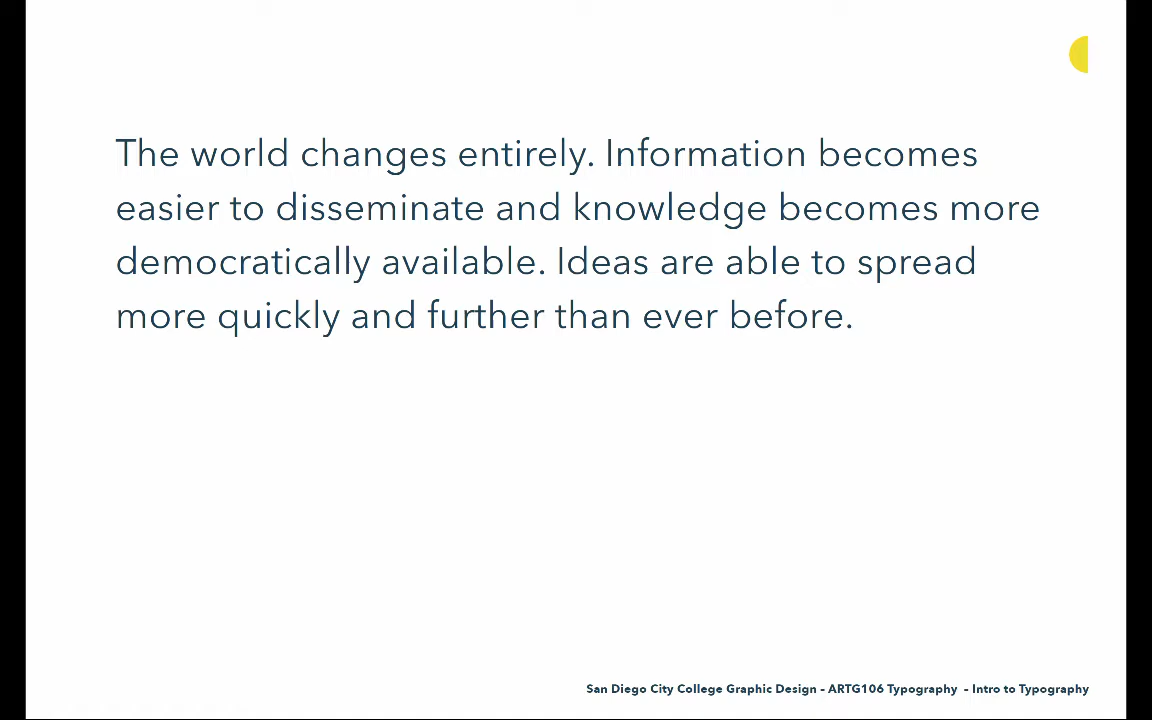 The world changes entirely. Information becomes
easier to disseminate and knowledge becomes more
democratically available. Ideas are able to spread
more quickly and further than ever before.
San Diego City College Graphic Design – ARTG106 Typography – Intro to Typography